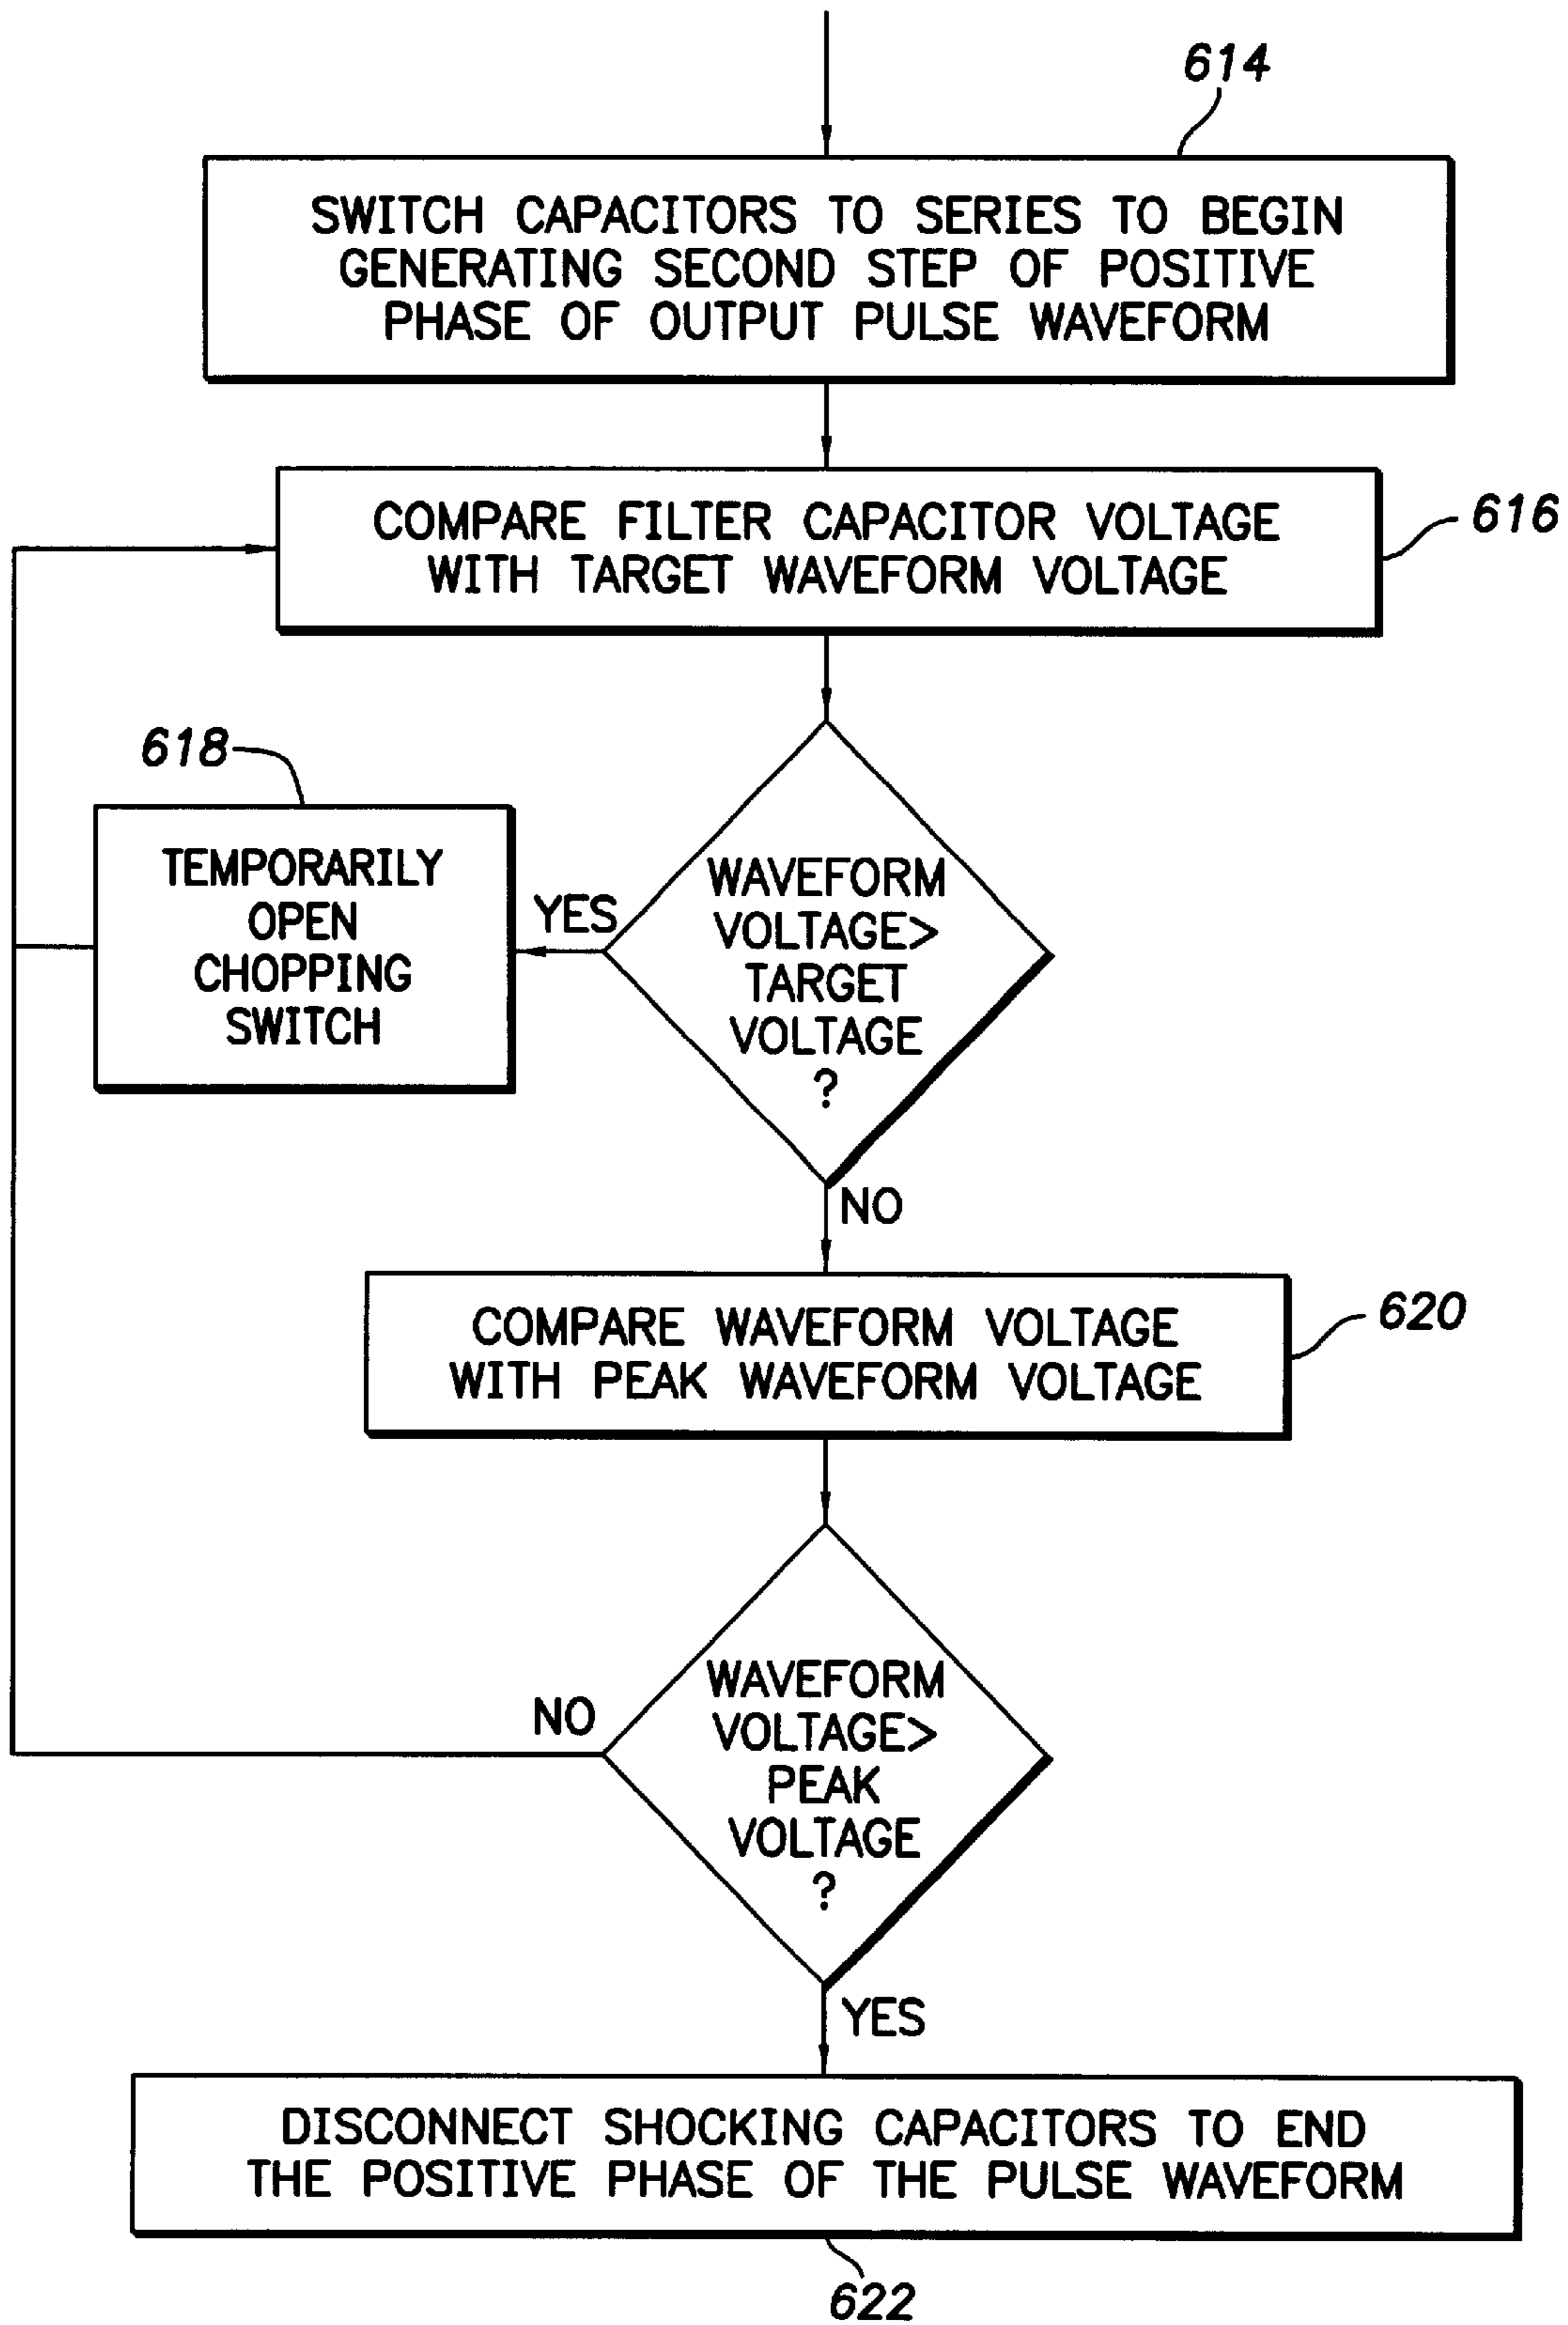 614
SWITCH CAPACITORS TO SERIES TO BEGIN
GENERATING SECOND STEP OF POSITIVE
PHASE OF OUTPUT PULSE WAVEFORM
COMPARE FILTER CAPACITOR VOLTAGE
WITH TARGET WAVEFORM VOLTAGE
616
618
TEMPORARILY
OPEN
CHOPPING
SWITCH
YES
WAVEFORM
VOLTAGE>
TARGET
VOLTAGE
?
NO
COMPARE WAVEFORM VOLTAGE
WITH PEAK WAVEFORM VOLTAGE
620
WAVEFORM
VOLTAGE>
PEAK
VOLTAGE
?
NO
YES
DISCONNECT SHOCKING CAPACITORS TO END
THE POSITIVE PHASE OF THE PULSE WAVEFORM
622